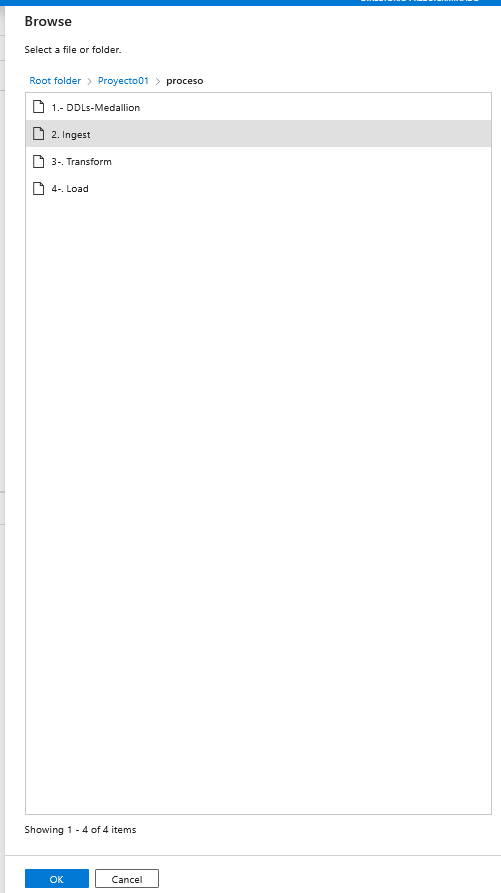 Browse
Select a file or folder.
Root folder > Proyecto01 > proceso
1.- DDLs-Medallion
2. Ingest
3-. Transform
4-. Load
Showing 1 - 4 of 4 items
OK Cancel